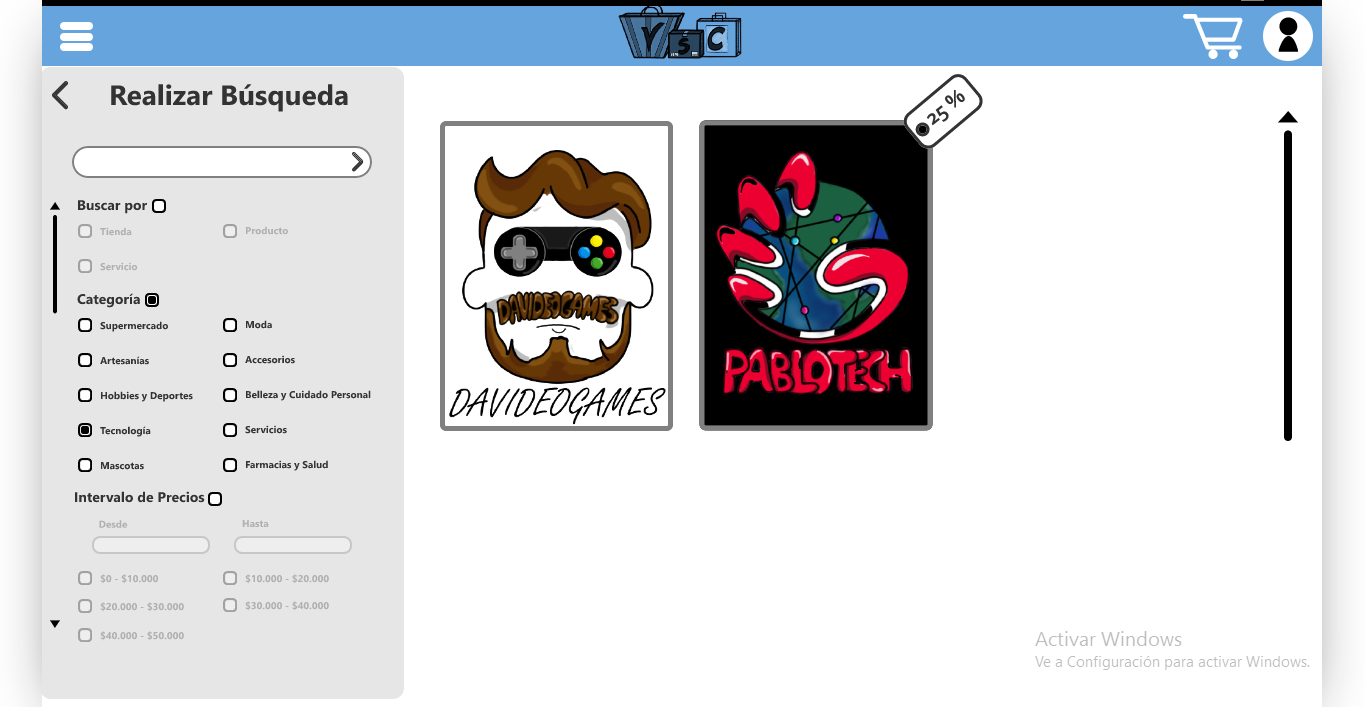 YSC
Realizar Búsqueda
Buscar por
Tienda
Producto
Servicio
Categoría
Supermercado
Moda
Artesanías
Accesorios
Hobbies y Deportes
Belleza y Cuidado Personal
Tecnología
Servicios
Mascotas
Farmacias y Salud
Intervalo de Precios
Desde
Hasta
$0 - $10.000
$10.000 - $20.000
$20.000 - $30.000
$30.000 - $40.000
$40.000 - $50.000
DAVIDEOGAMES
DAVIDEOGAMES
25 %
PABLOTECH
Activar Windows
Ve a Configuración para activar Windows.